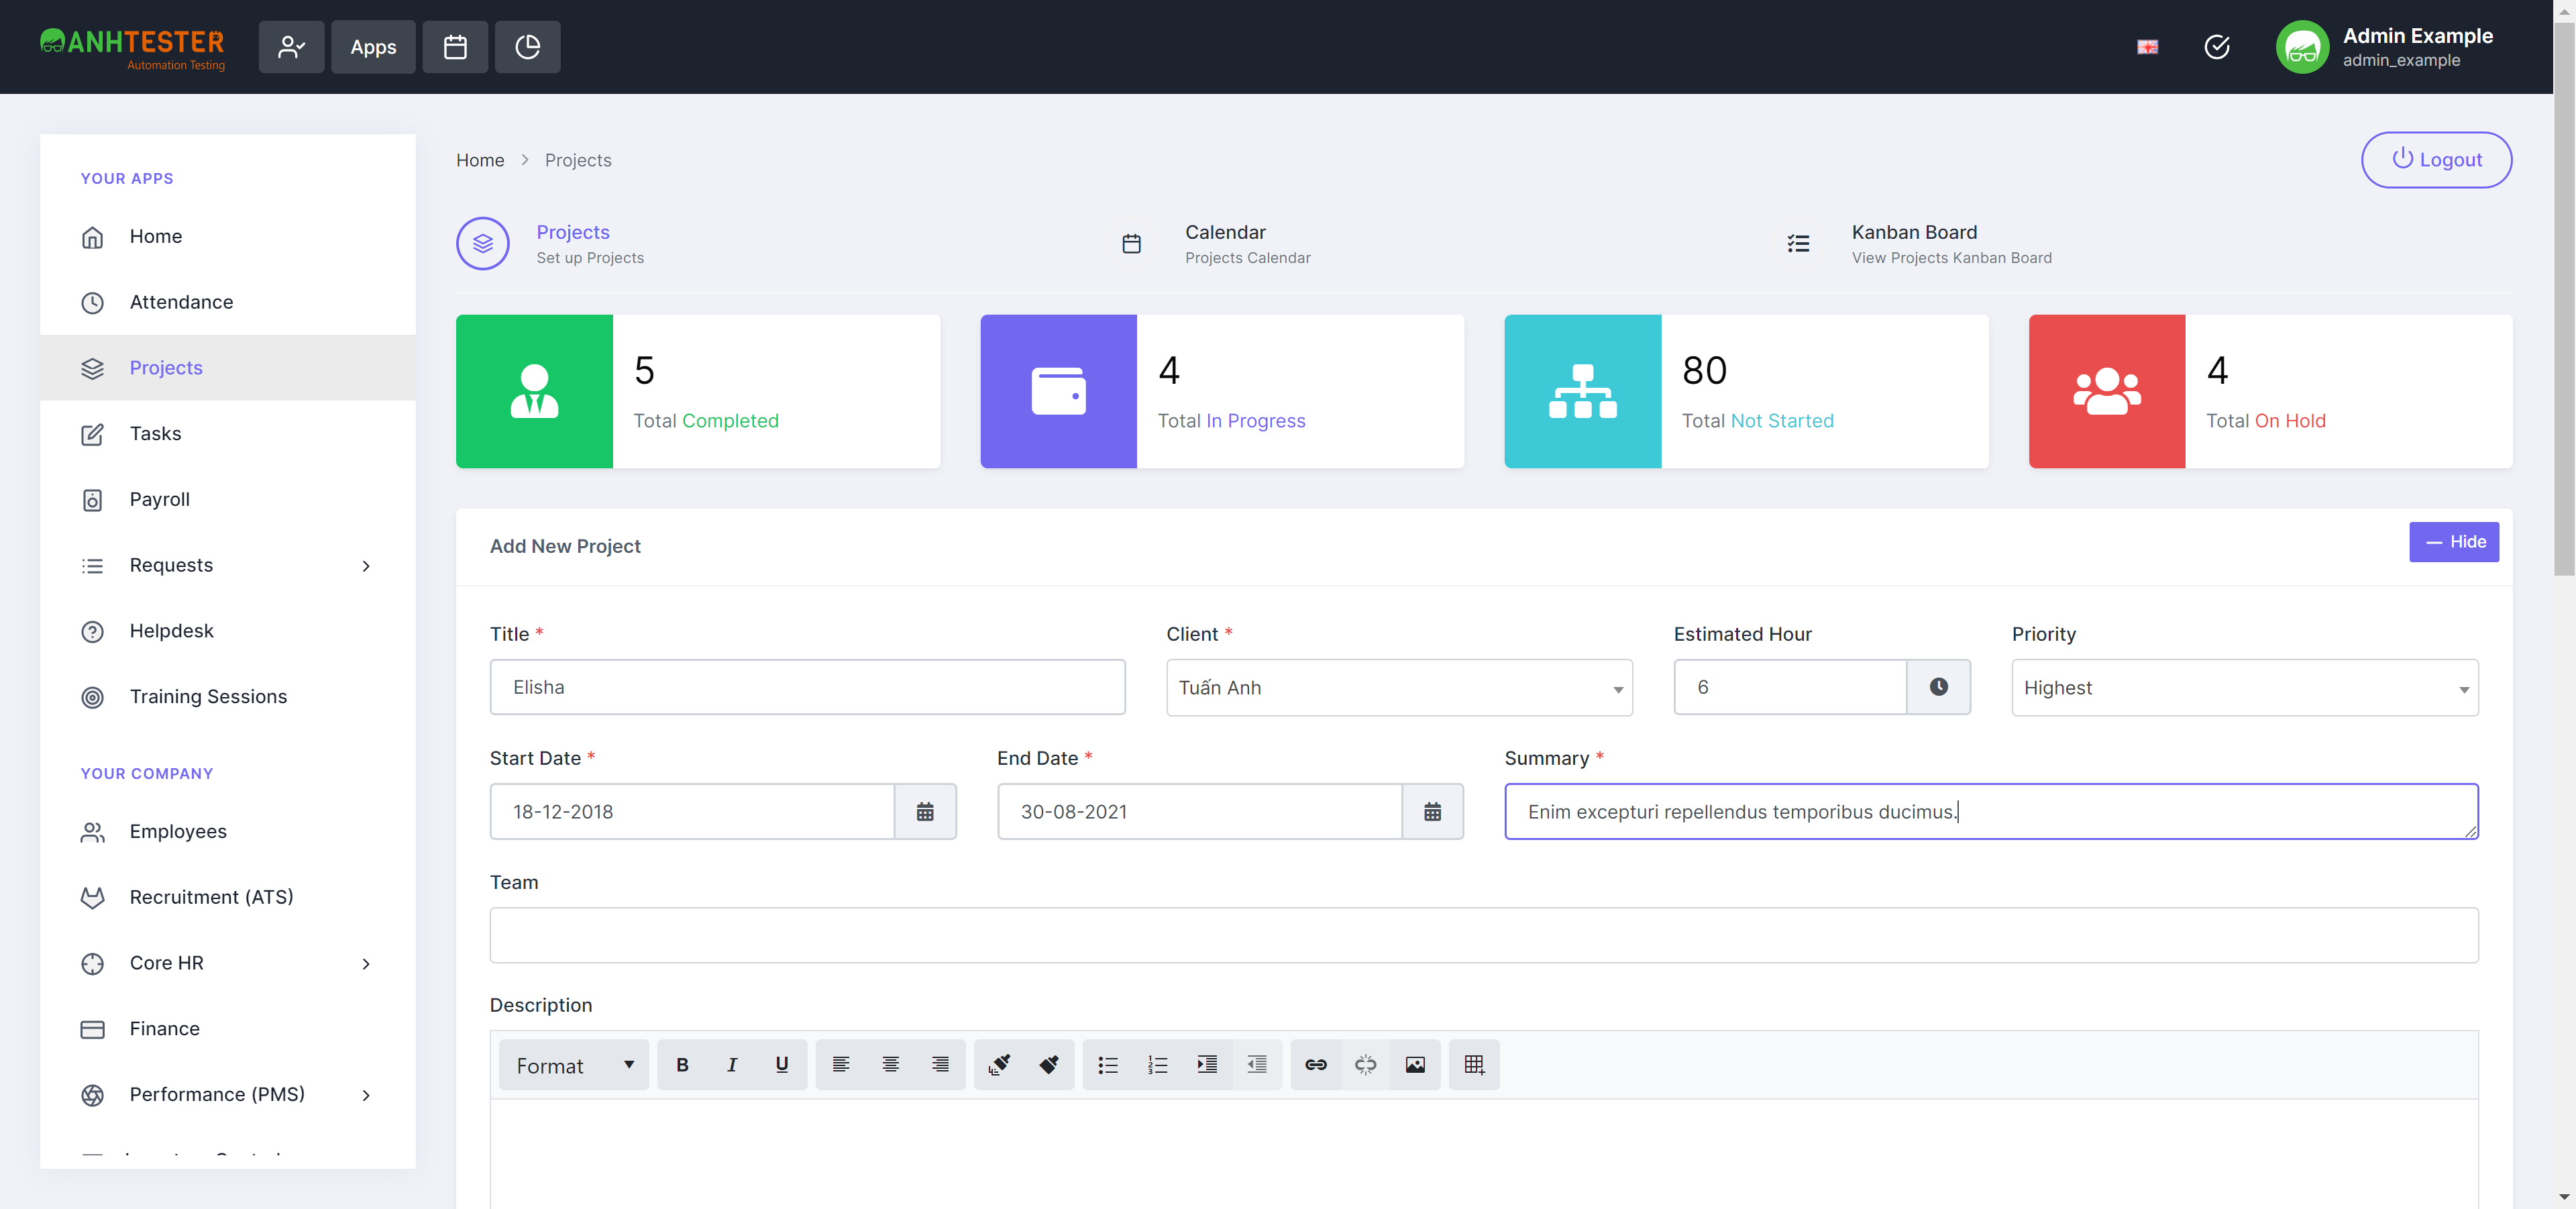 ANHTESTER
Automation Testing
Apps
Admin Example
admin_example
YOUR APPS
Home
Attendance
Projects
Tasks
Payroll
Requests
Helpdesk
Training Sessions
YOUR COMPANY
Employees
Recruitment (ATS)
Core HR
Finance
Performance (PMS)
Home > Projects
Logout
Projects
Set up Projects
Calendar
Projects Calendar
Kanban Board
View Projects Kanban Board
5
Total Completed
4
Total In Progress
80
Total Not Started
4
Total On Hold
Add New Project
— Hide
Title * Client * Estimated Hour Priority
Elisha Tuấn Anh 6 Highest
Start Date * End Date * Summary *
18-12-2018 30-08-2021 Enim excepturi repellendus temporibus ducimus.
Team
Description
Format B I U